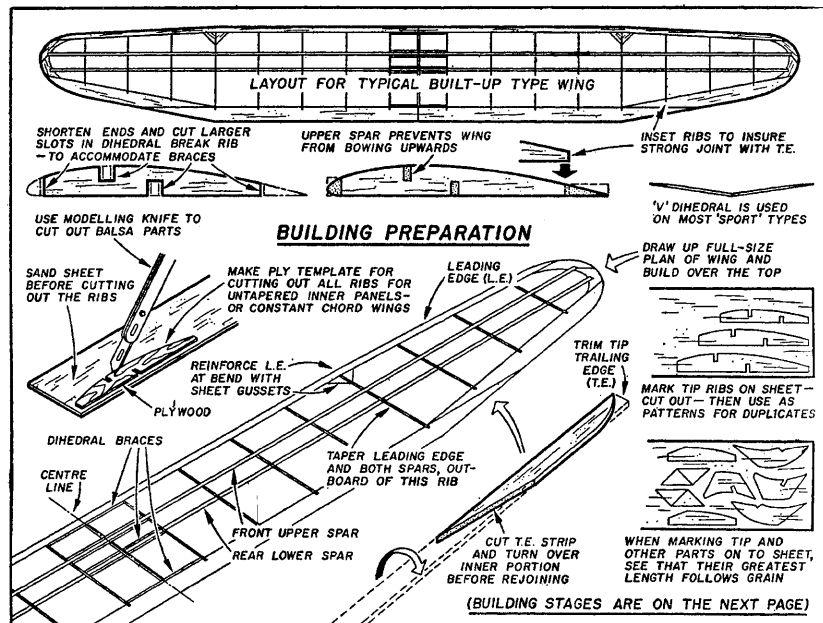 LAYOUT FOR TYPICAL BUILT-UP TYPE WING
SHORTEN ENDS AND CUT LARGER
SLOTS IN DIHEDRAL BREAK RIB
-TO ACCOMMODATE BRACES
UPPER SPAR PREVENTS WING
FROM BOWING UPWARDS
INSET RIBS TO INSURE
STRONG JOINT WITH T.E.
'V' DIHEDRAL IS USED
ON MOST 'SPORT' TYPES
USE MODELLING KNIFE TO
CUT OUT BALSA PARTS
BUILDING PREPARATION
SAND SHEET
BEFORE CUTTING
OUT THE RIBS
MAKE PLY TEMPLATE FOR
CUTTING OUT ALL RIBS FOR
UNTAPERED INNER PANELS-
OR CONSTANT CHORD WINGS
LEADING
EDGE (L.E.)
DRAW UP FULL-SIZE
PLAN OF WING AND
BUILD OVER THE TOP
REINFORCE L.E.
AT BEND WITH
SHEET GUSSETS
PLYWOOD
TRIM TIP
TRAILING
EDGE
(T.E.)
MARK TIP RIBS ON SHEET-
CUT OUT- THEN USE AS
PATTERNS FOR DUPLICATES
DIHEDRAL BRACES
CENTRE
LINE
TAPER LEADING EDGE
AND BOTH SPARS, OUT-
BOARD OF THIS RIB
FRONT UPPER SPAR
REAR LOWER SPAR
CUT T.E. STRIP
AND TURN OVER
INNER PORTION
BEFORE REJOINING
WHEN MARKING TIP AND
OTHER PARTS ON TO SHEET,
SEE THAT THEIR GREATEST
LENGTH FOLLOWS GRAIN
(BUILDING STAGES ARE ON THE NEXT PAGE)